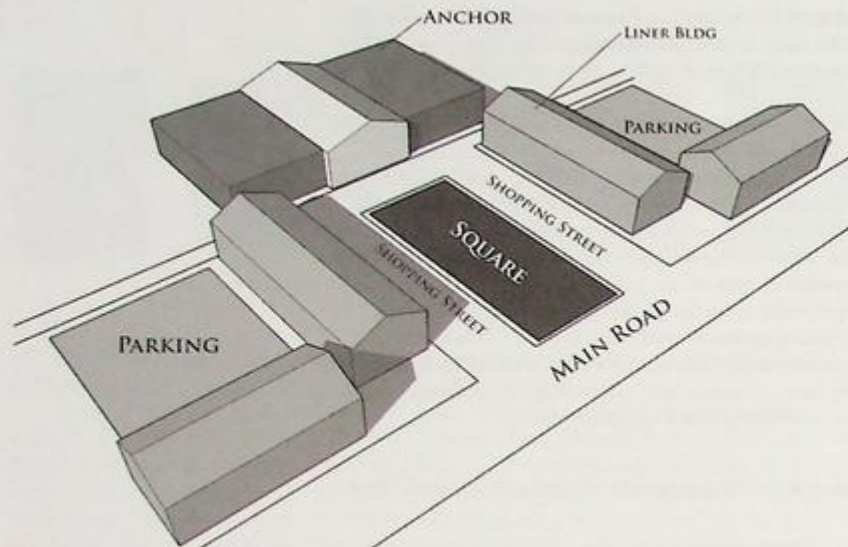 ANCHOR
LINER BLDG
PARKING
SHOPPING STREET
SQUARE
SHOPPING STREET
MAIN ROAD
PARKING